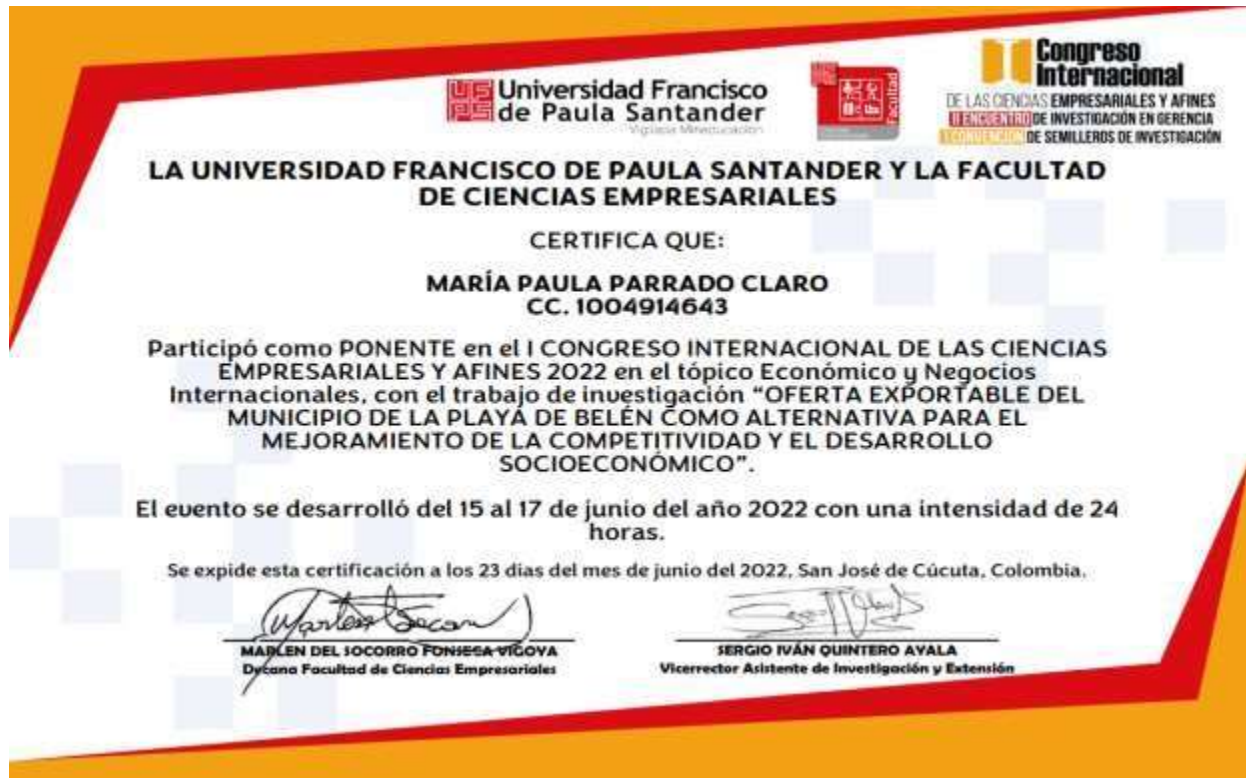 Universidad Francisco
de Paula Santander
Vigilada Mineducación
Facultad
I Congreso
Internacional
DE LAS CIENCIAS EMPRESARIALES Y AFINES
II ENCUENTRO DE INVESTIGACIÓN EN GERENCIA
I CONVENCIÓN DE SEMILLEROS DE INVESTIGACIÓN
LA UNIVERSIDAD FRANCISCO DE PAULA SANTANDER Y LA FACULTAD
DE CIENCIAS EMPRESARIALES
CERTIFICA QUE:
MARÍA PAULA PARRADO CLARO
CC. 1004914643
Participó como PONENTE en el I CONGRESO INTERNACIONAL DE LAS CIENCIAS
EMPRESARIALES Y AFINES 2022 en el tópico Económico y Negocios
Internacionales, con el trabajo de investigación “OFERTA EXPORTABLE DEL
MUNICIPIO DE LA PLAYA DE BELÉN COMO ALTERNATIVA PARA EL
MEJORAMIENTO DE LA COMPETITIVIDAD Y EL DESARROLLO
SOCIOECONÓMICO”.
El evento se desarrolló del 15 al 17 de junio del año 2022 con una intensidad de 24
horas.
Se expide esta certificación a los 23 dias del mes de junio del 2022, San José de Cúcuta, Colombia.
MARLEN DEL SOCORRO FONSECA VIGOYA
Decana Facultad de Ciencias Empresariales
SERGIO IVÁN QUINTERO AYALA
Vicerrector Asistente de Investigación y Extensión